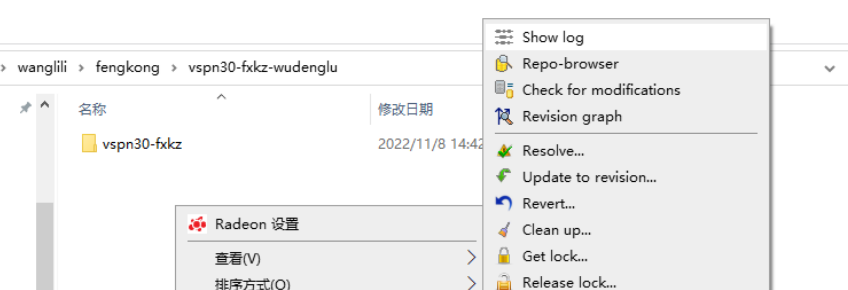 Show log
Repo-browser
Check for modifications
Revision graph
Resolve...
Update to revision...
Revert...
Clean up...
Get lock...
Release lock...
wanglili > fengkong > vspn30-fxkz-wudenglu
名称
修改日期
vspn30-fxkz
2022/11/8 14:42
Radeon 设置
查看(V)
排序方式(O)